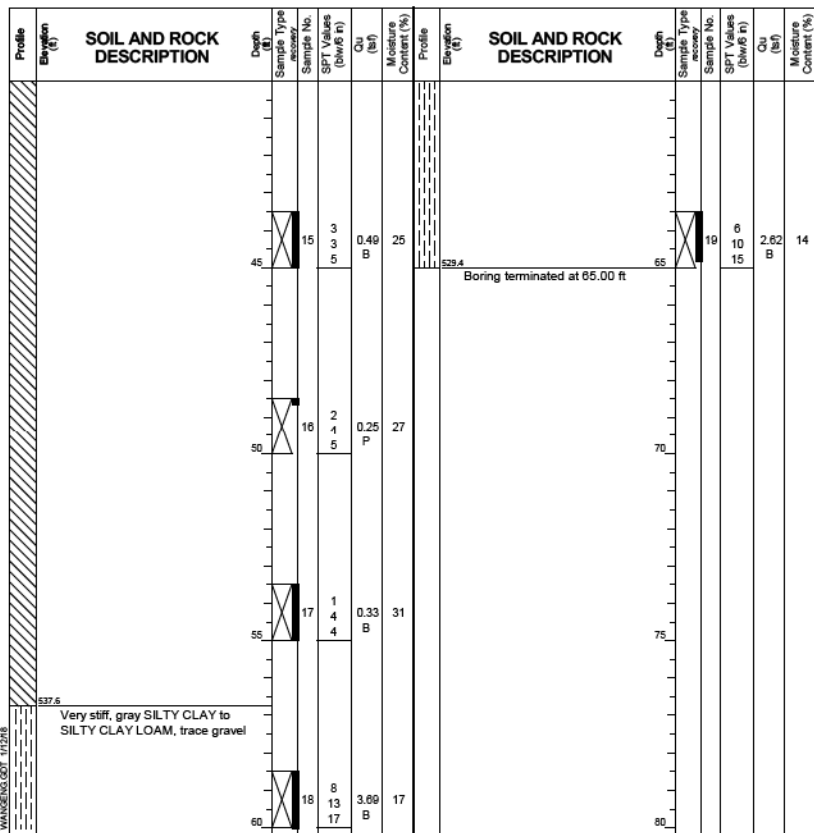 Profile
Elevation (ft)
SOIL AND ROCK
DESCRIPTION
Depth (ft)
Sample Type
recovery
Sample No.
SPT Values (blw/6 in)
Qu (tsf)
Moisture Content (%)
Profile
Elevation (ft)
SOIL AND ROCK
DESCRIPTION
Depth (ft)
Sample Type
recovery
Sample No.
SPT Values (blw/6 in)
Qu (tsf)
Moisture Content (%)
45
15
3
3
5
0.49
B
25
50
16
2
4
5
0.25
P
27
55
17
1
4
4
0.33
B
31
537.6
Very stiff, gray SILTY CLAY to
SILTY CLAY LOAM, trace gravel
60
18
8
13
17
3.69
B
17
529.4
65
19
6
10
15
2.62
B
14
Boring terminated at 65.00 ft
70
75
80
WANGENG.GDT 1/12/18